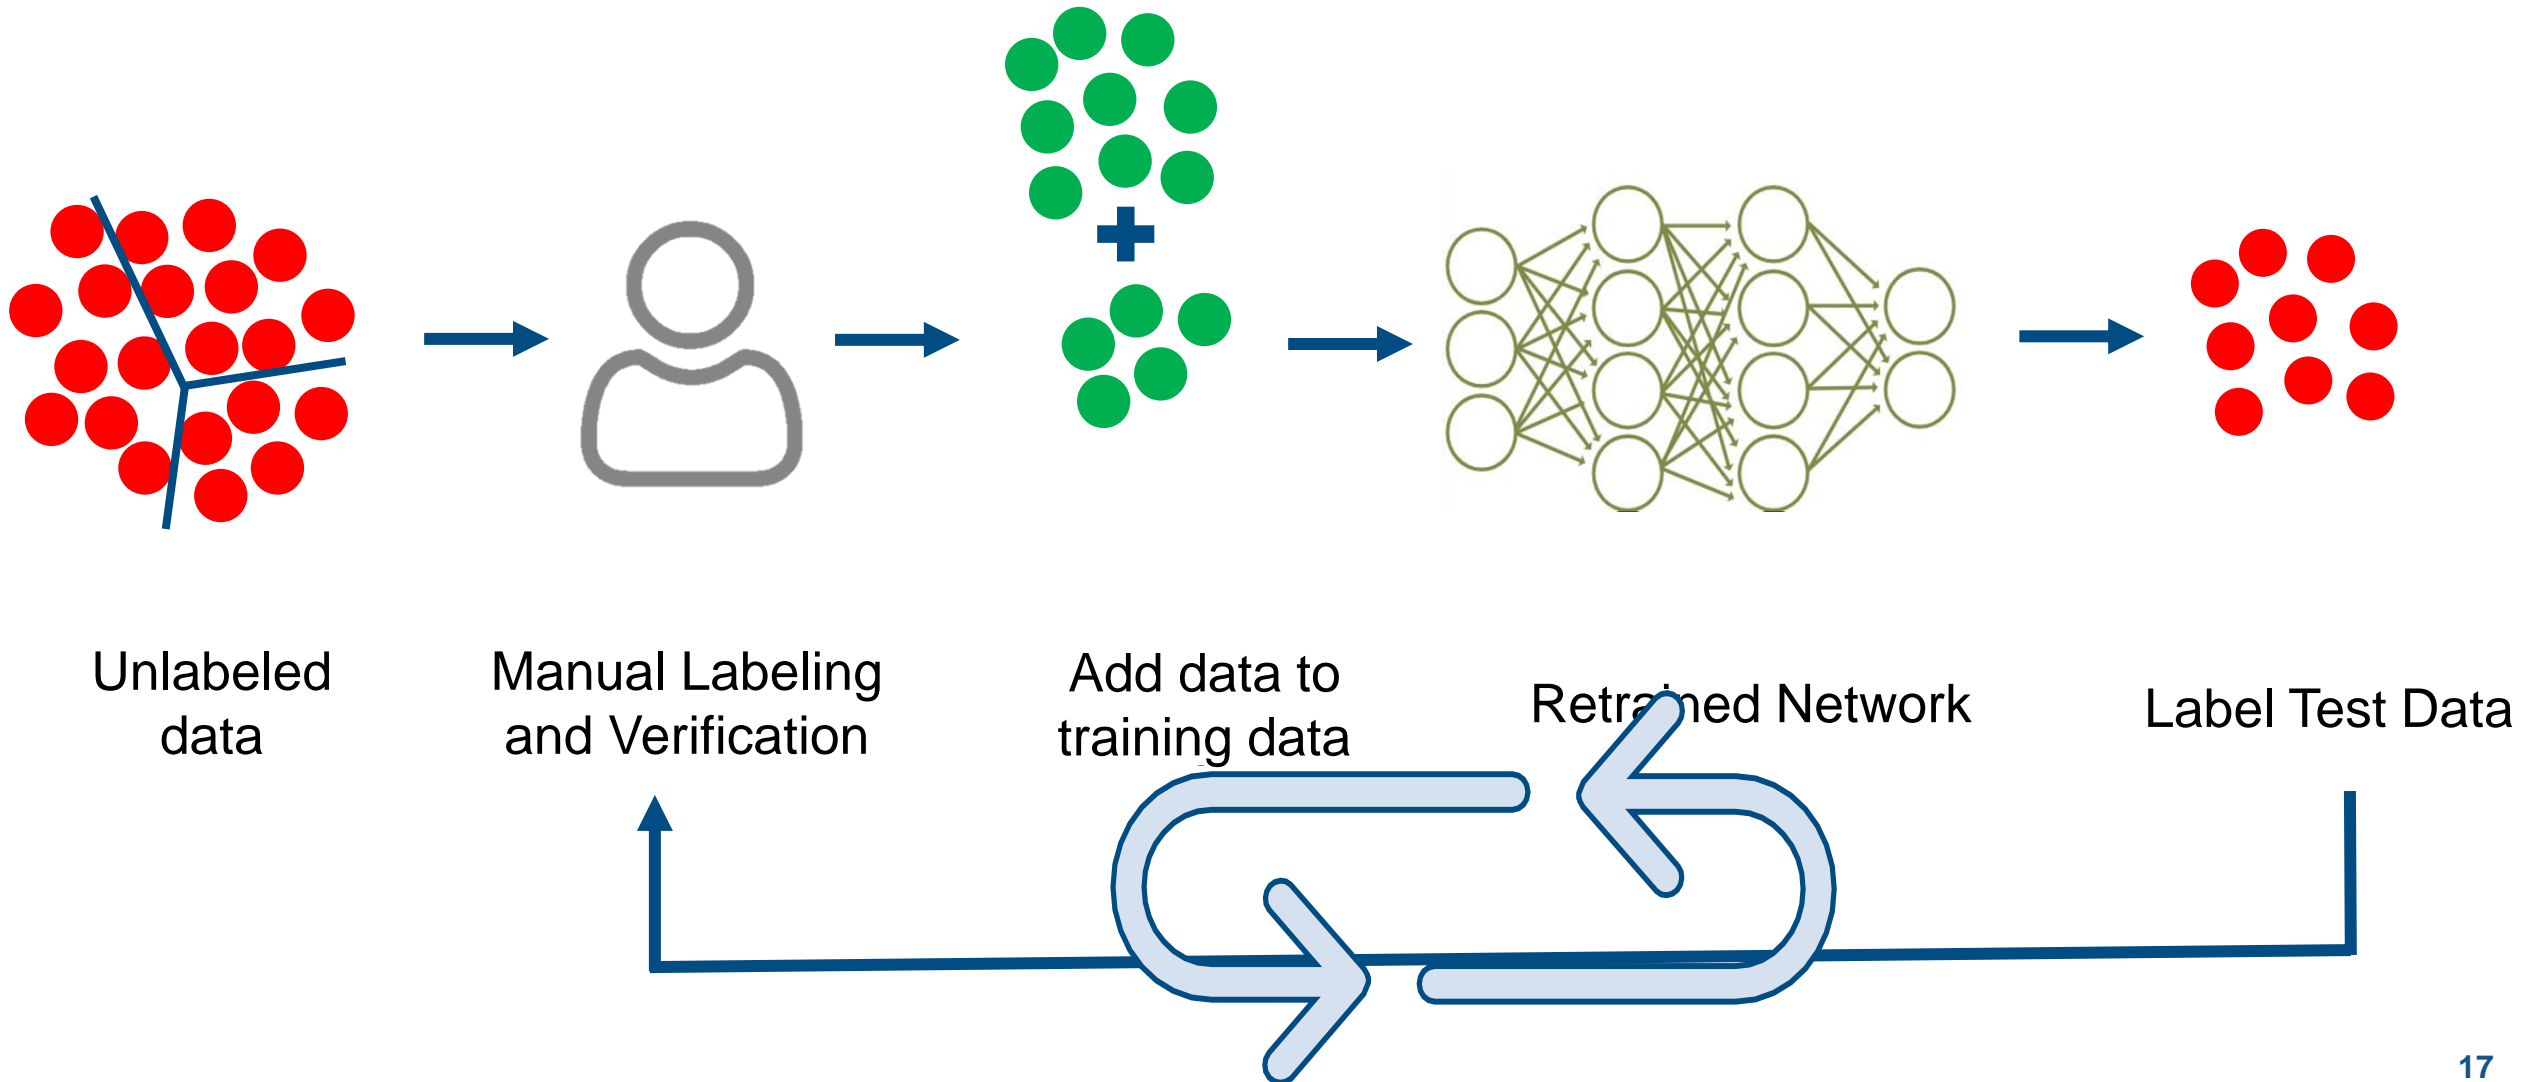 Unlabeled
data
Manual Labeling
and Verification
Add data to
training data
Retrained Network
Label Test Data
17